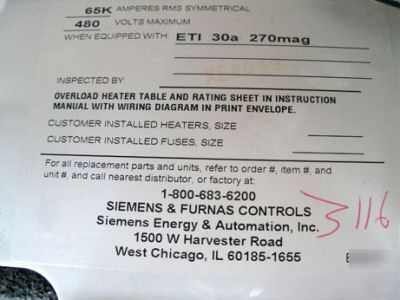 65K AMPERES RMS SYMMETRICAL
480 VOLTS MAXIMUM
WHEN EQUIPPED WITH: ETI 30a 270mag
INSPECTED BY:
OVERLOAD HEATER TABLE AND RATING SHEET IN INSTRUCTION
MANUAL WITH WIRING DIAGRAM IN PRINT ENVELOPE.
CUSTOMER INSTALLED HEATERS, SIZE
CUSTOMER INSTALLED FUSES, SIZE
For all replacement parts and units, refer to order #, item #, and
unit #, and call nearest distributor, or factory at:
1-800-683-6200
SIEMENS & FURNAS CONTROLS
Siemens Energy & Automation, Inc.
1500 W Harvester Road
West Chicago, IL 60185-1655
116